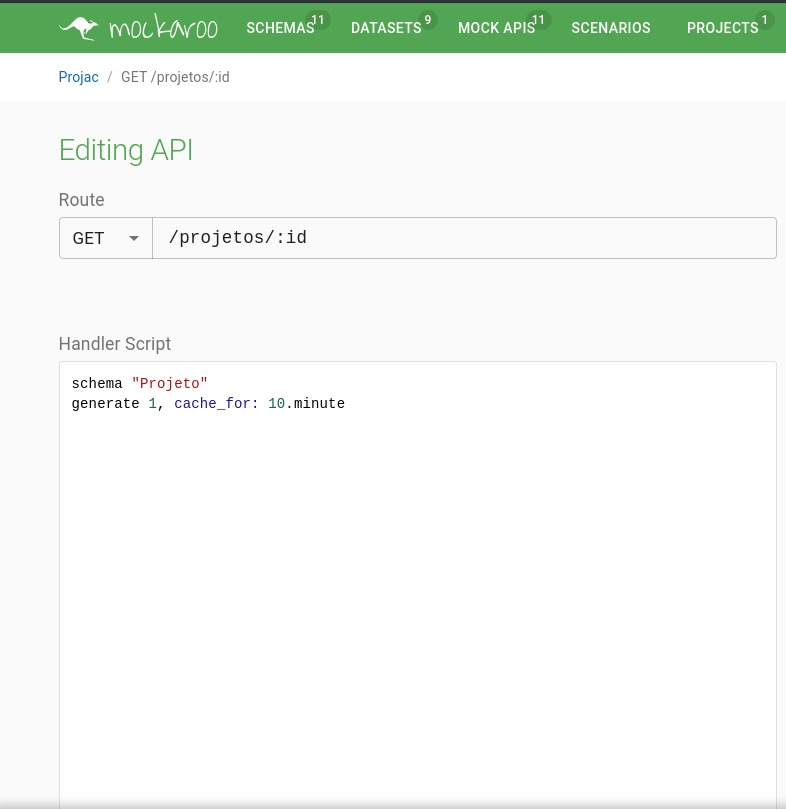 mockaroo SCHEMAS 11 DATASETS 9 MOCK APIS 11 SCENARIOS PROJECTS 1
Projac / GET /projetos/:id
Editing API
Route
GET /projetos/:id
Handler Script
schema "Projeto"
generate 1, cache_for: 10.minute